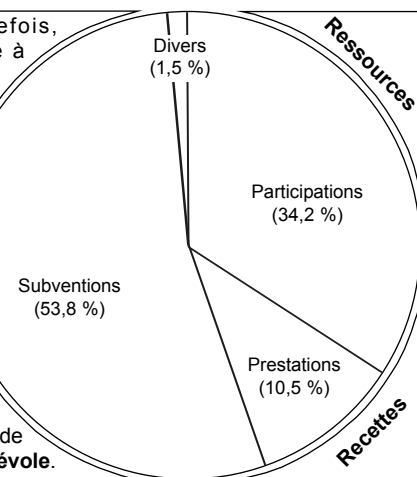 efois,
à
Divers
(1,5 %)
Ressources
Participations
(34,2 %)
Subventions
(53,8 %)
Prestations
(10,5 %)
Recettes
de
évole.